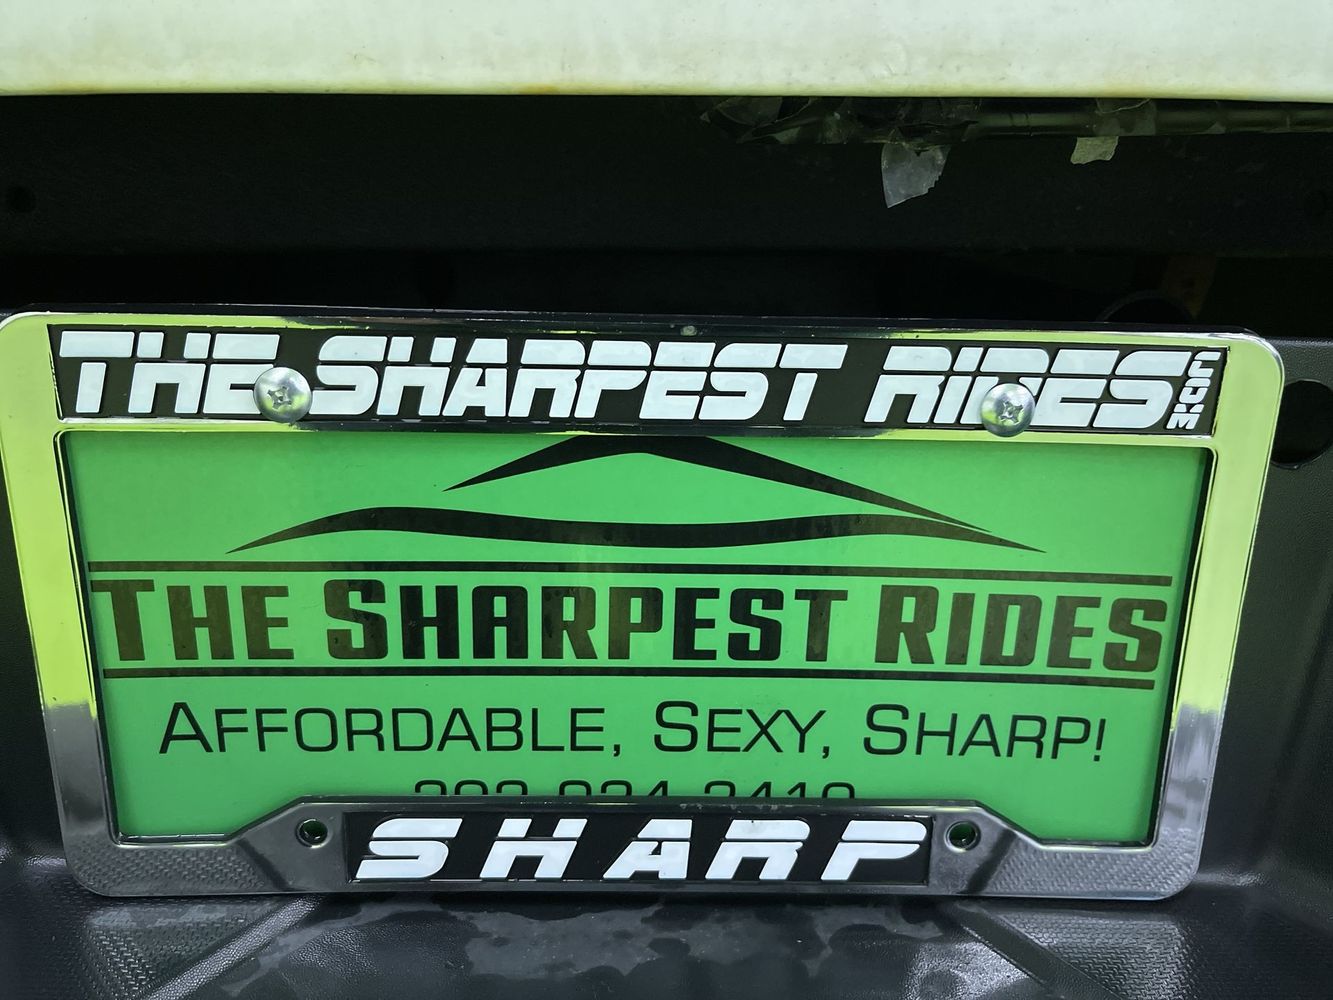 THE SHARPEST RIDES .COM
THE SHARPEST RIDES
AFFORDABLE, SEXY, SHARP!
SHARP